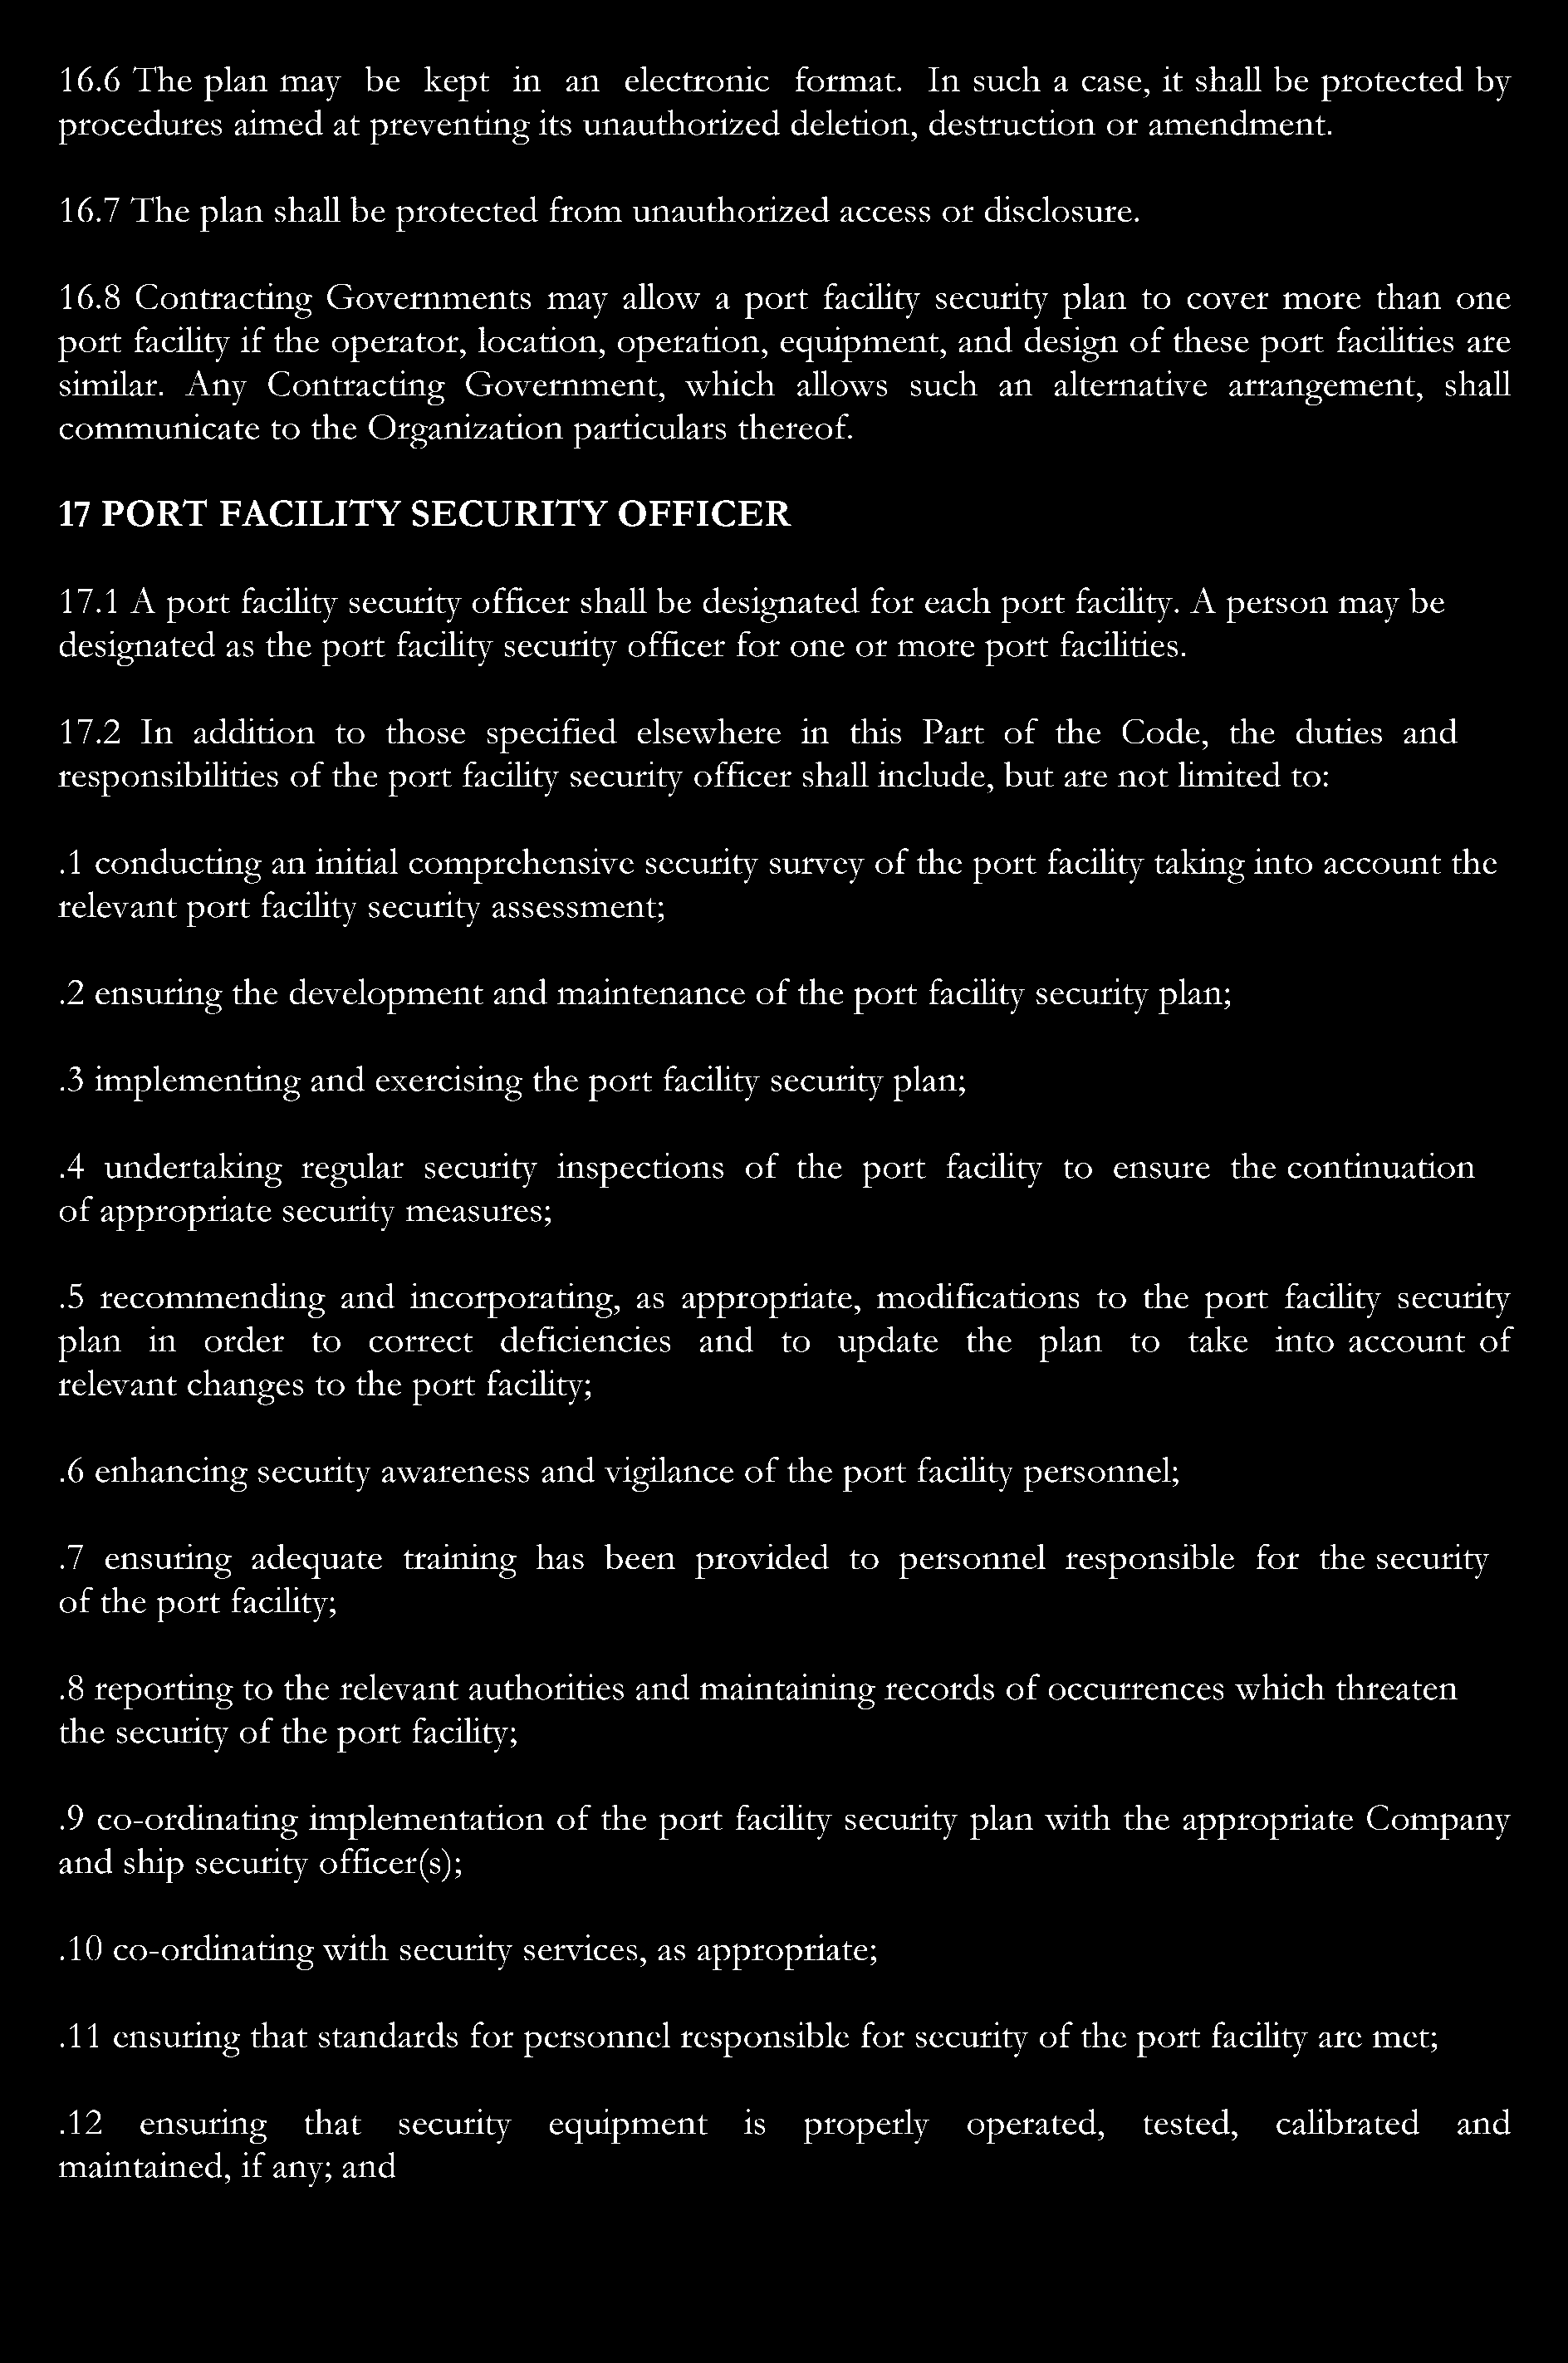 16.6 The plan may be kept in an electronic format. In such a case, it shall be protected by
procedures aimed at preventing its unauthorized deletion, destruction or amendment.
16.7 The plan shall be protected from unauthorized access or disclosure.
16.8 Contracting Governments may allow a port facility security plan to cover more than one
port facility if the operator, location, operation, equipment, and design of these port facilities are
similar. Any Contracting Government, which allows such an alternative arrangement, shall
communicate to the Organization particulars thereof.
17 PORT FACILITY SECURITY OFFICER
17.1 A port facility security officer shall be designated for each port facility. A person may be
designated as the port facility security officer for one or more port facilities.
17.2 In addition to those specified elsewhere in this Part of the Code, the duties and
responsibilities of the port facility security officer shall include, but are not limited to:
.1 conducting an initial comprehensive security survey of the port facility taking into account the
relevant port facility security assessment;
.2 ensuring the development and maintenance of the port facility security plan;
.3 implementing and exercising the port facility security plan;
.4 undertaking regular security inspections of the port facility to ensure the continuation
of appropriate security measures;
.5 recommending and incorporating, as appropriate, modifications to the port facility security
plan in order to correct deficiencies and to update the plan to take into account of
relevant changes to the port facility;
.6 enhancing security awareness and vigilance of the port facility personnel;
.7 ensuring adequate training has been provided to personnel responsible for the security
of the port facility;
.8 reporting to the relevant authorities and maintaining records of occurrences which threaten
the security of the port facility;
.9 co-ordinating implementation of the port facility security plan with the appropriate Company
and ship security officer(s);
.10 co-ordinating with security services, as appropriate;
.11 ensuring that standards for personnel responsible for security of the port facility are met;
.12 ensuring that security equipment is properly operated, tested, calibrated and
maintained, if any; and